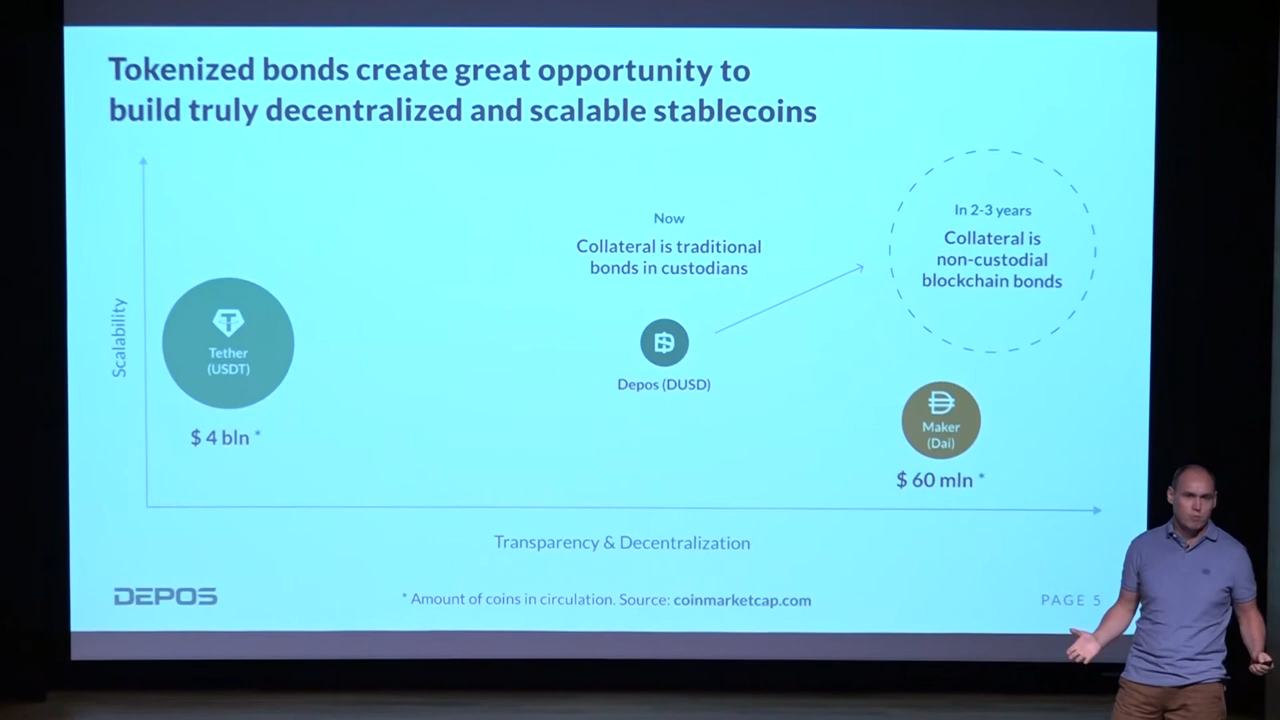 Tokenized bonds create great opportunity to
build truly decentralized and scalable stablecoins
Scalability
Tether
(USDT)
$ 4 bln *
Now
Collateral is traditional
bonds in custodians
Depos (DUSD)
In 2-3 years
Collateral is
non-custodial
blockchain bonds
Maker
(Dai)
$ 60 mln *
Transparency & Decentralization
DEPOS
* Amount of coins in circulation. Source: coinmarketcap.com
PAGE 5